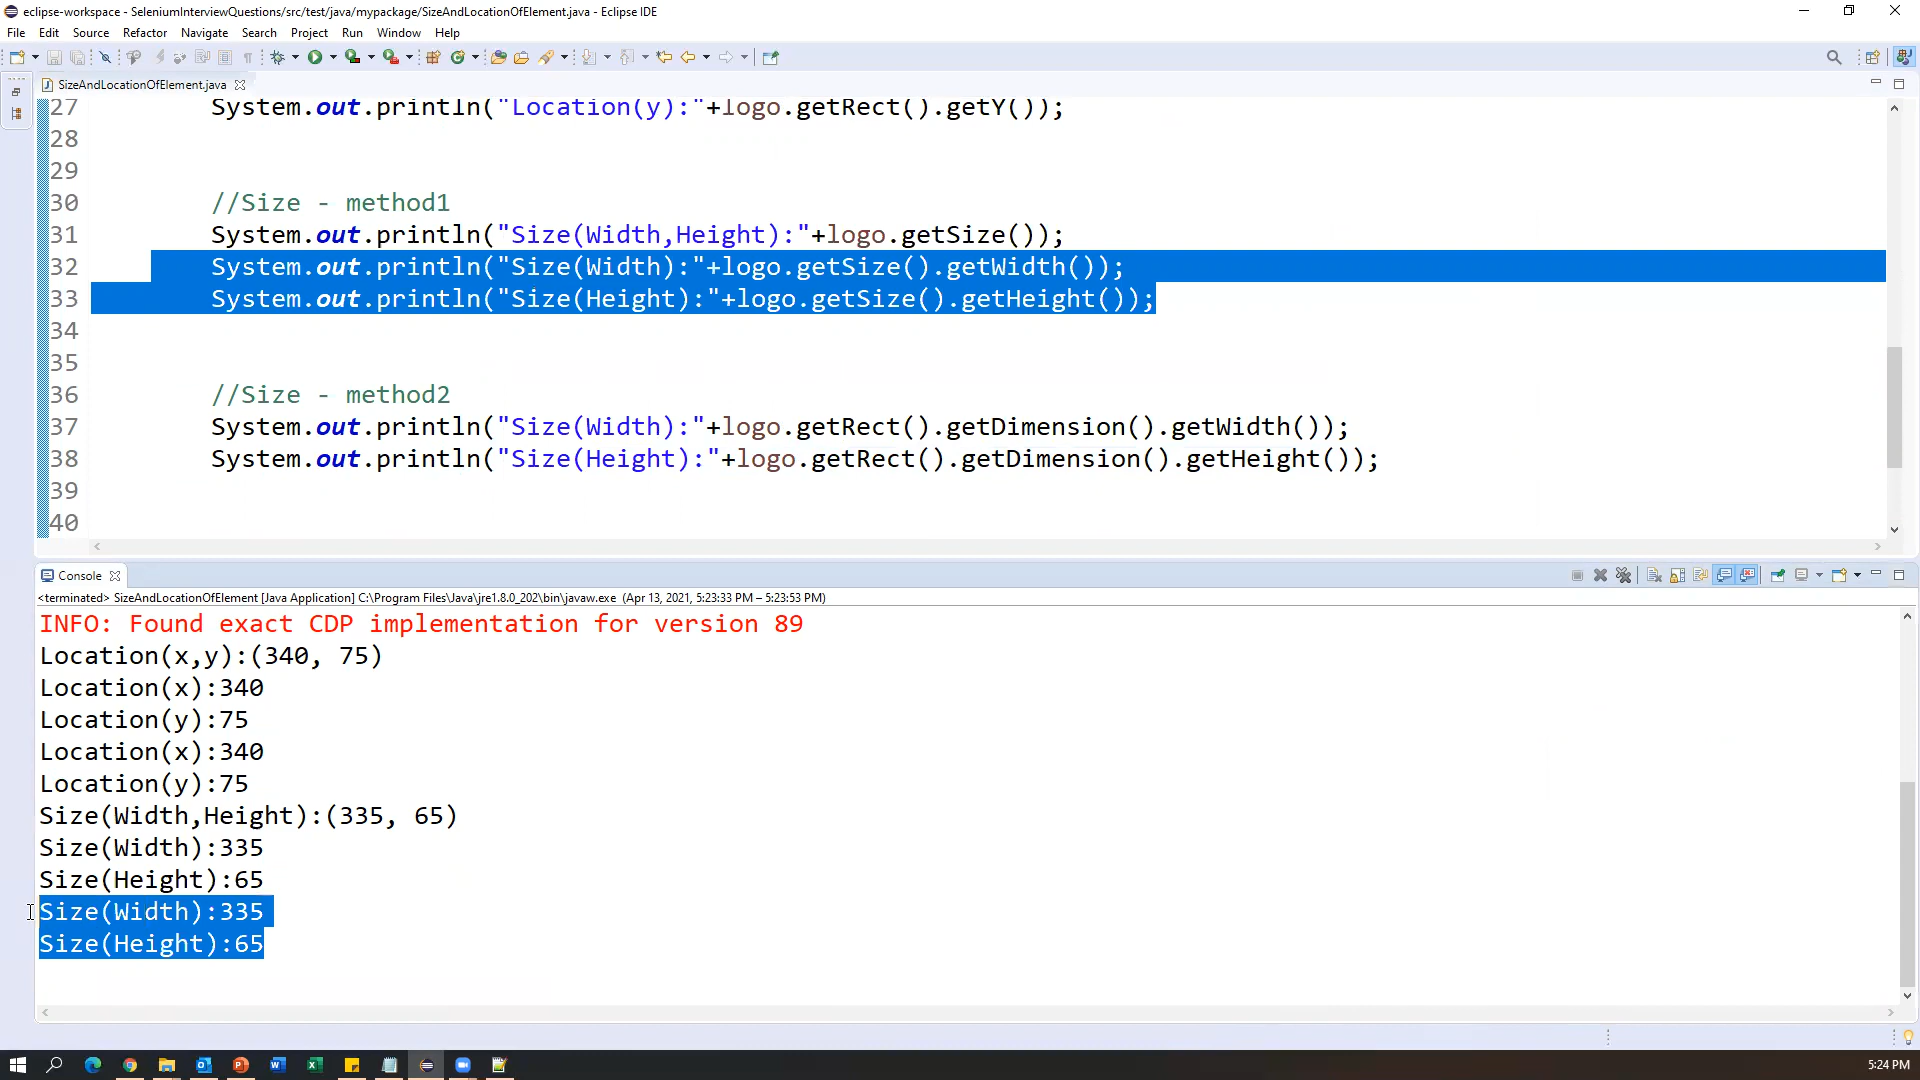 eclipse-workspace - SeleniumInterviewQuestions/src/test/java/mypackage/SizeAndLocationOfElement.java - Eclipse IDE
File Edit Source Refactor Navigate Search Project Run Window Help
SizeAndLocationOfElement.java
27 System.out.println("Location(y):"+logo.getRect().getY());
28
29
30 //Size - method1
31 System.out.println("Size(Width,Height):"+logo.getSize());
32 System.out.println("Size(Width):"+logo.getSize().getWidth());
33 System.out.println("Size(Height):"+logo.getSize().getHeight());
34
35
36 //Size - method2
37 System.out.println("Size(Width):"+logo.getRect().getDimension().getWidth());
38 System.out.println("Size(Height):"+logo.getRect().getDimension().getHeight());
39
40
Console
<terminated> SizeAndLocationOfElement [Java Application] C:\Program Files\Java\jre1.8.0_202\bin\javaw.exe (Apr 13, 2021, 5:23:33 PM – 5:23:53 PM)
INFO: Found exact CDP implementation for version 89
Location(x,y):(340, 75)
Location(x):340
Location(y):75
Location(x):340
Location(y):75
Size(Width,Height):(335, 65)
Size(Width):335
Size(Height):65
Size(Width):335
Size(Height):65
5:24 PM